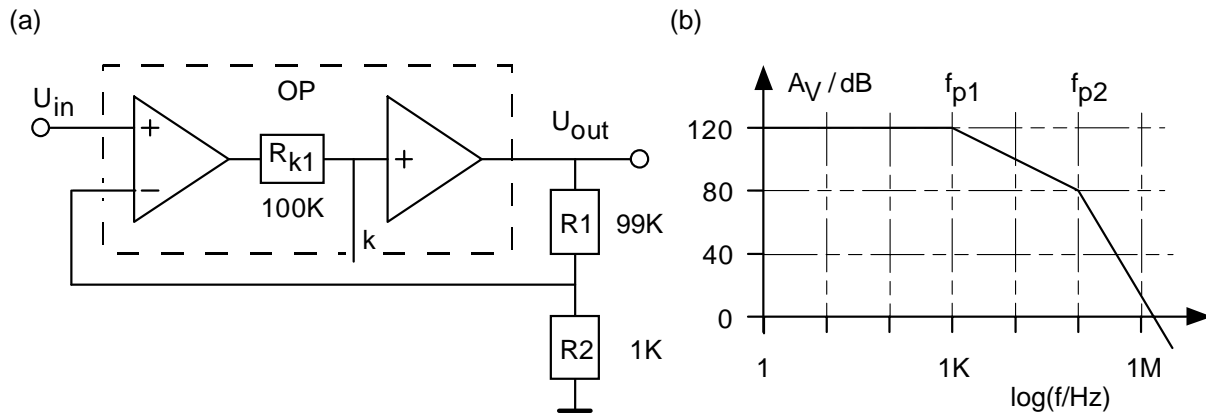 (a)
OP
U_in
+
−
R_k1
100K
k
+
U_out
R1 99K
R2 1K
(b)
A_V / dB
f_p1
f_p2
120
80
40
0
1 1K 1M
log(f/Hz)